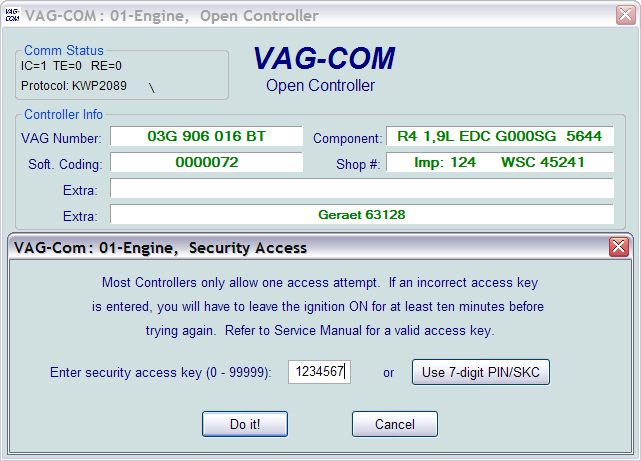 VAG-COM VAG-COM: 01-Engine, Open Controller
Comm Status
IC=1 TE=0 RE=0
Protocol: KWP2089 \
VAG-COM
Open Controller
Controller Info
VAG Number: 03G 906 016 BT Component: R4 1,9L EDC G000SG 5644
Soft. Coding: 0000072 Shop #: Imp: 124 WSC 45241
Extra:
Extra: Geraet 63128
VAG-Com: 01-Engine, Security Access
Most Controllers only allow one access attempt. If an incorrect access key
is entered, you will have to leave the ignition ON for at least ten minutes before
trying again. Refer to Service Manual for a valid access key.
Enter security access key (0 - 99999): 1234567 or Use 7-digit PIN/SKC
Do it! Cancel